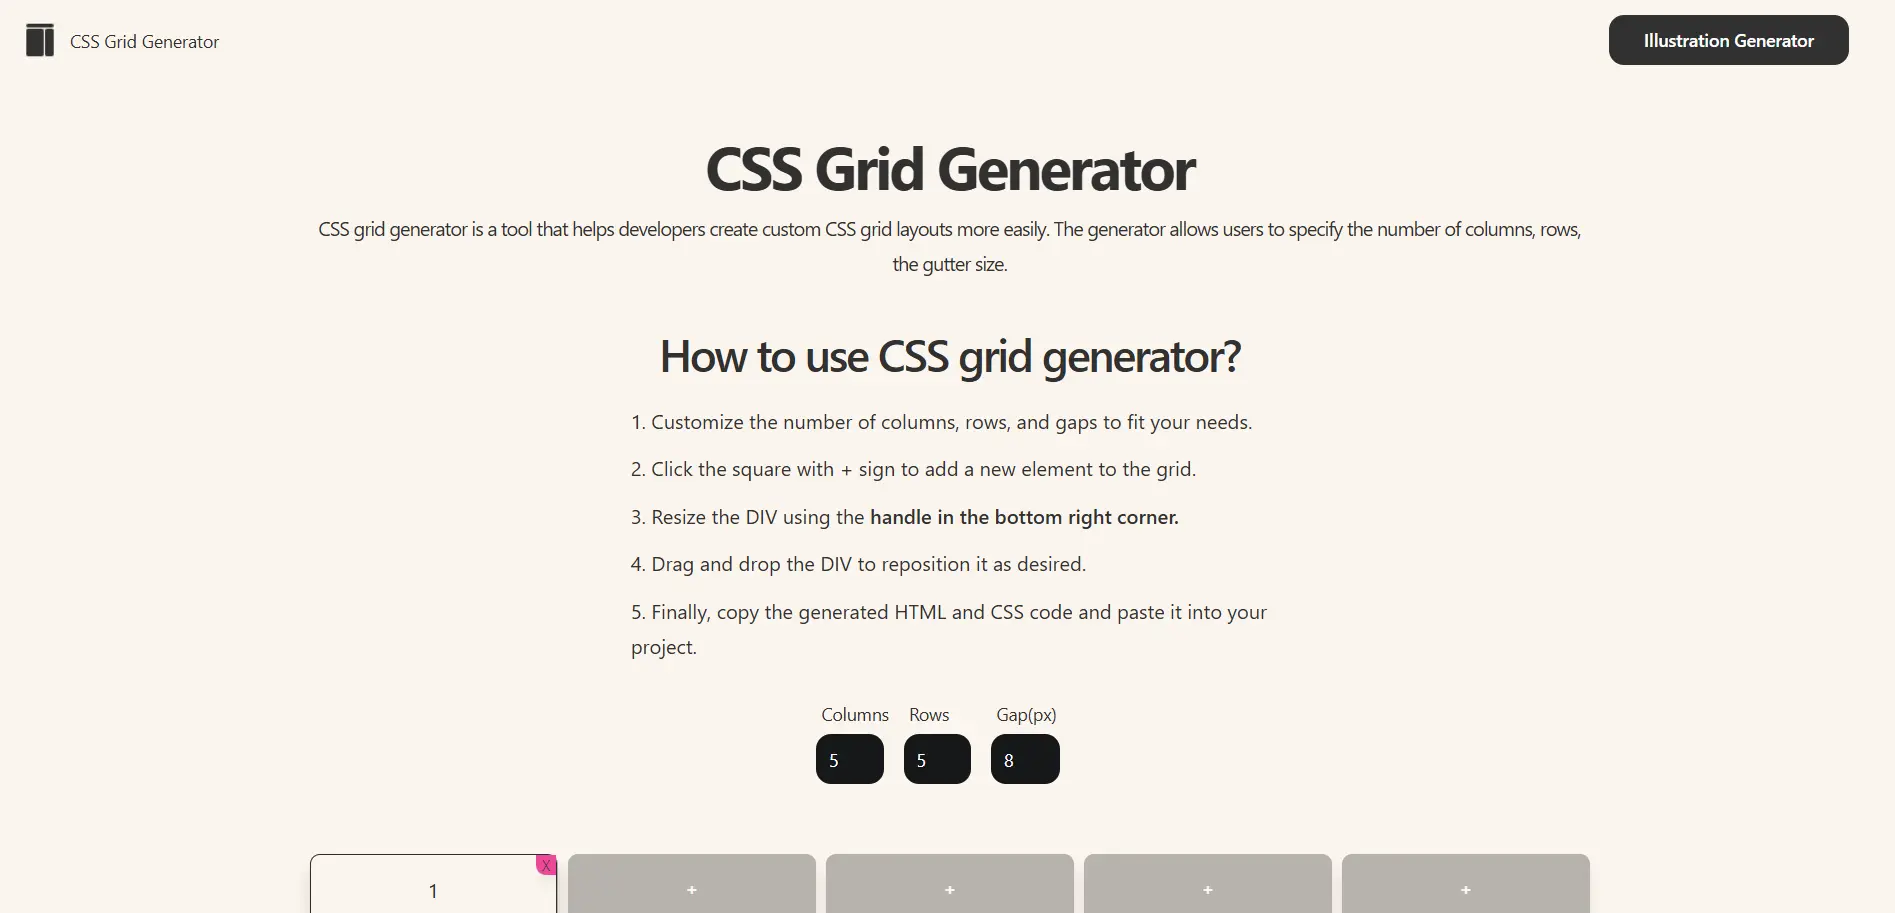 CSS Grid Generator
Illustration Generator
CSS Grid Generator
CSS grid generator is a tool that helps developers create custom CSS grid layouts more easily. The generator allows users to specify the number of columns, rows,
the gutter size.
How to use CSS grid generator?
1. Customize the number of columns, rows, and gaps to fit your needs.
2. Click the square with + sign to add a new element to the grid.
3. Resize the DIV using the handle in the bottom right corner.
4. Drag and drop the DIV to reposition it as desired.
5. Finally, copy the generated HTML and CSS code and paste it into your
project.
Columns Rows Gap(px)
5 5 8
X
1 + + + +